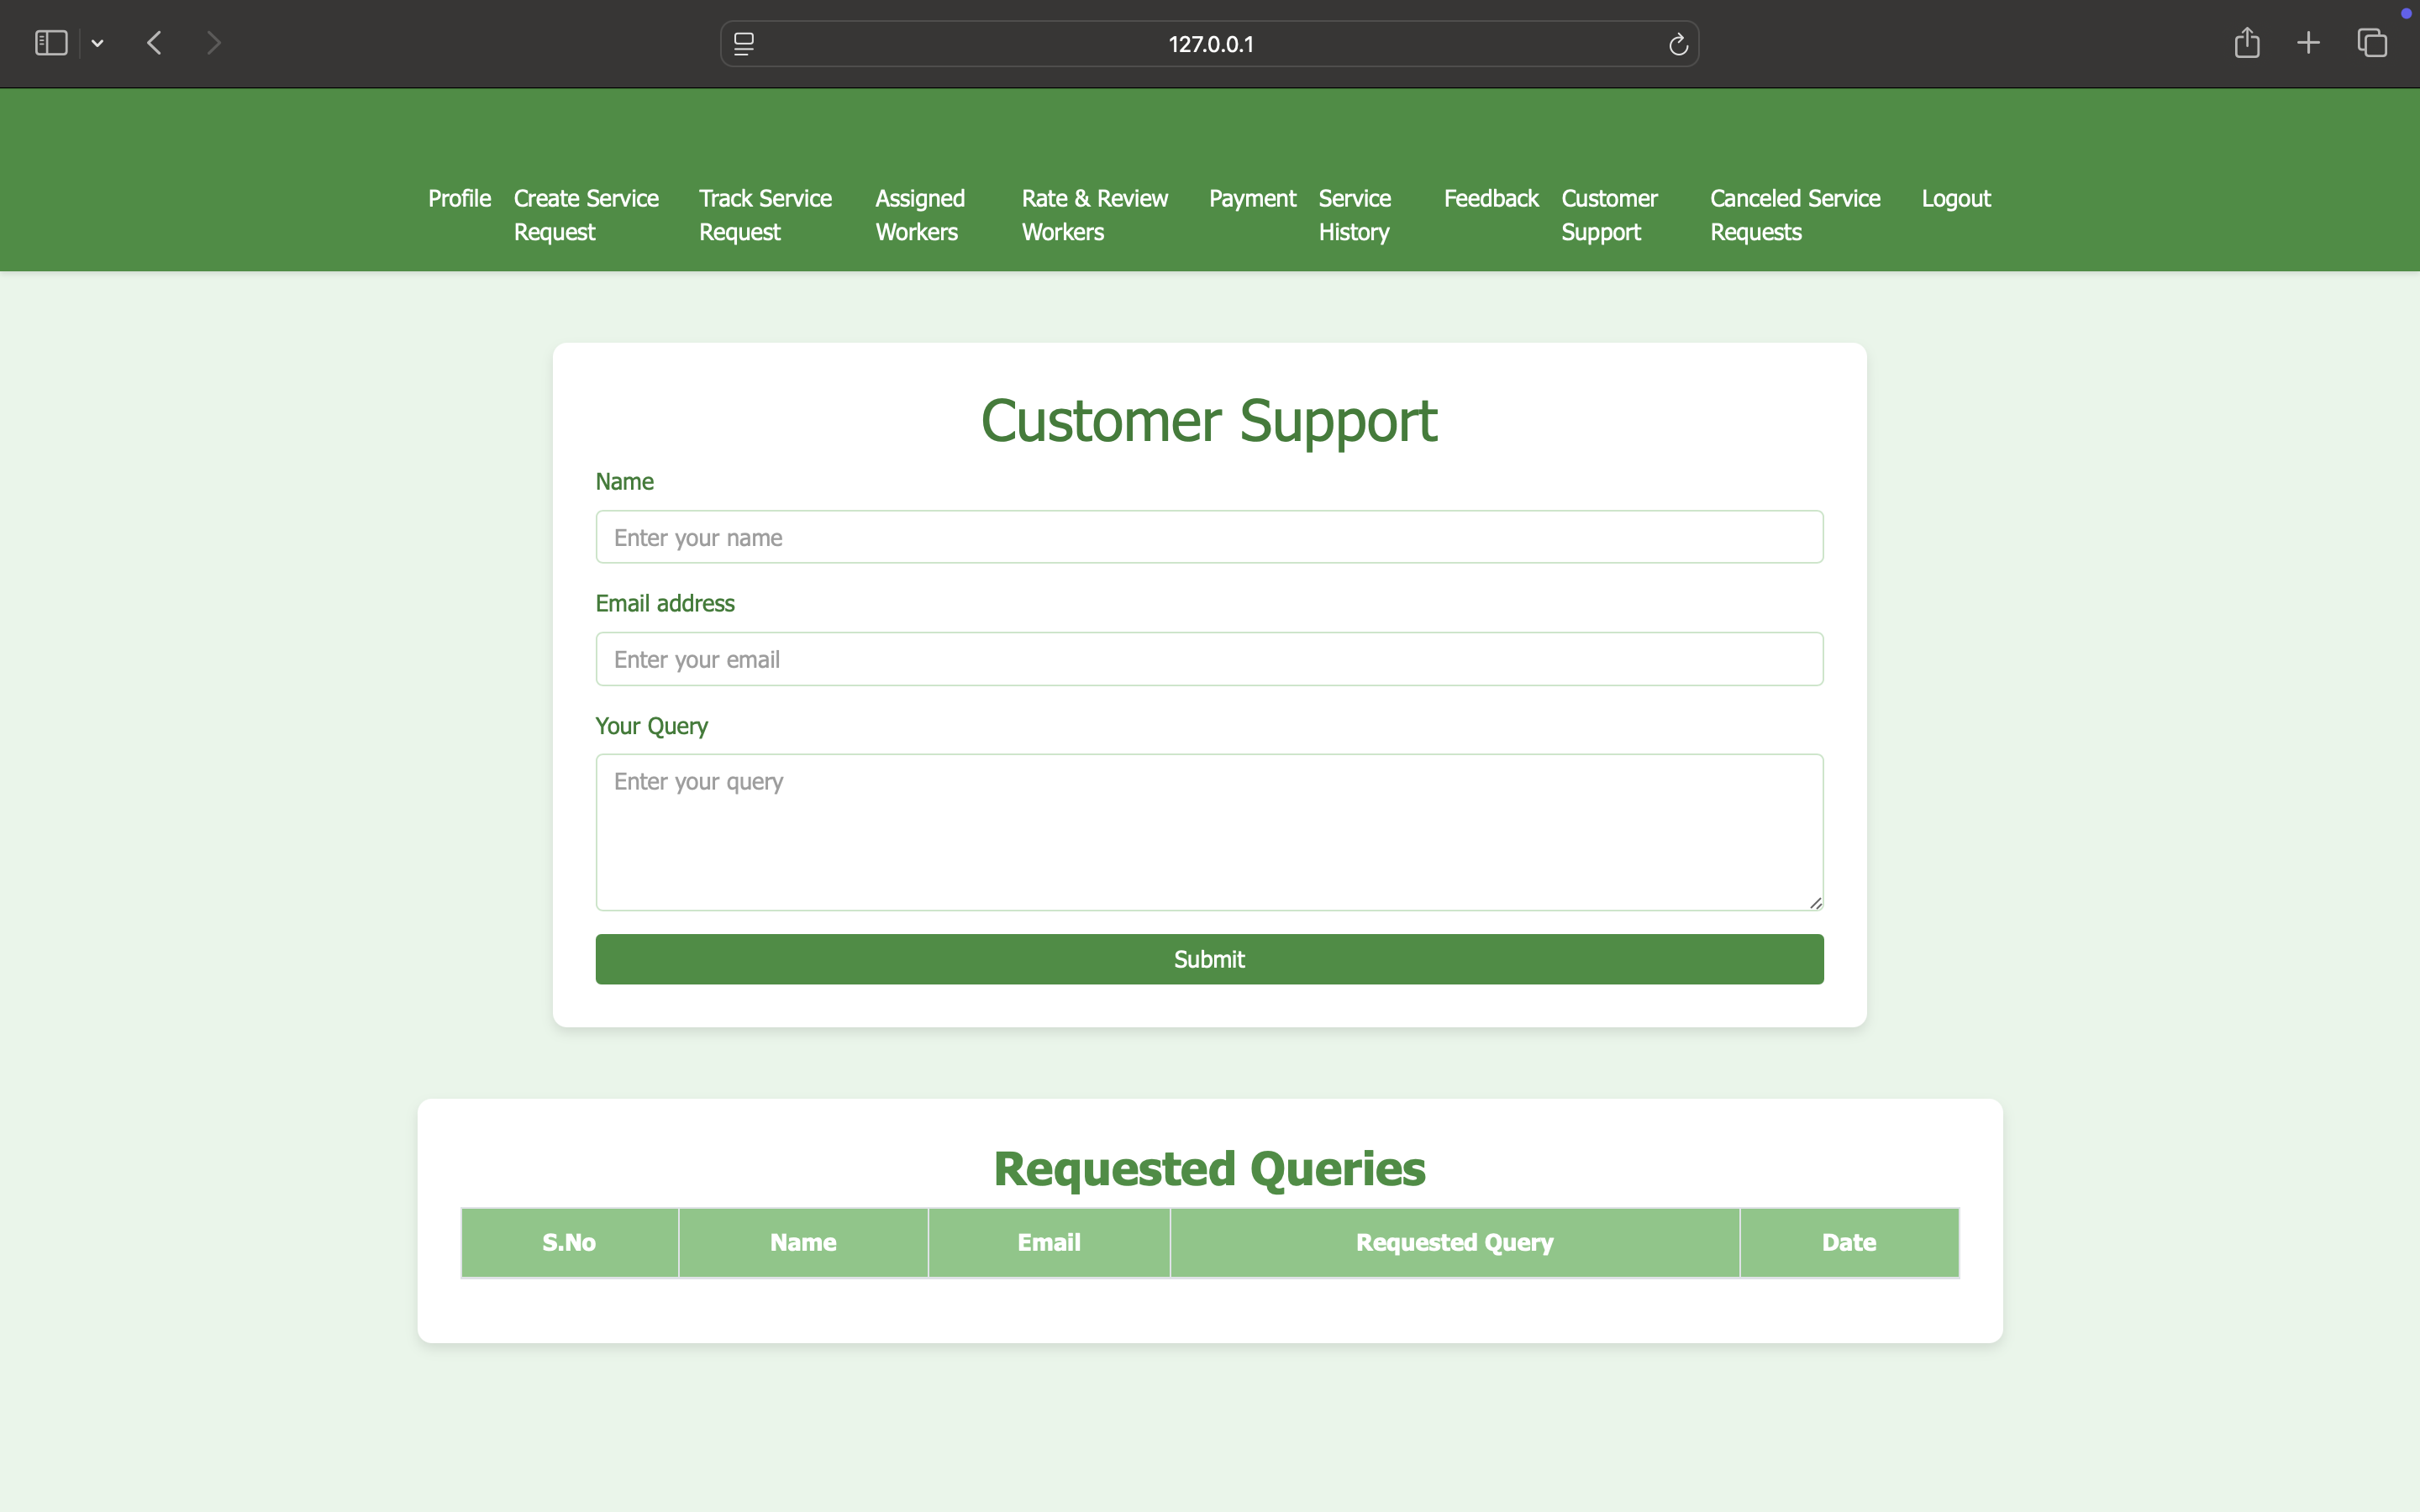 127.0.0.1
Profile
Create Service
Request
Track Service
Request
Assigned
Workers
Rate & Review
Workers
Payment
Service
History
Feedback
Customer
Support
Canceled Service
Requests
Logout
Customer Support
Name
Enter your name
Email address
Enter your email
Your Query
Enter your query
Submit
Requested Queries
S.No Name Email Requested Query Date